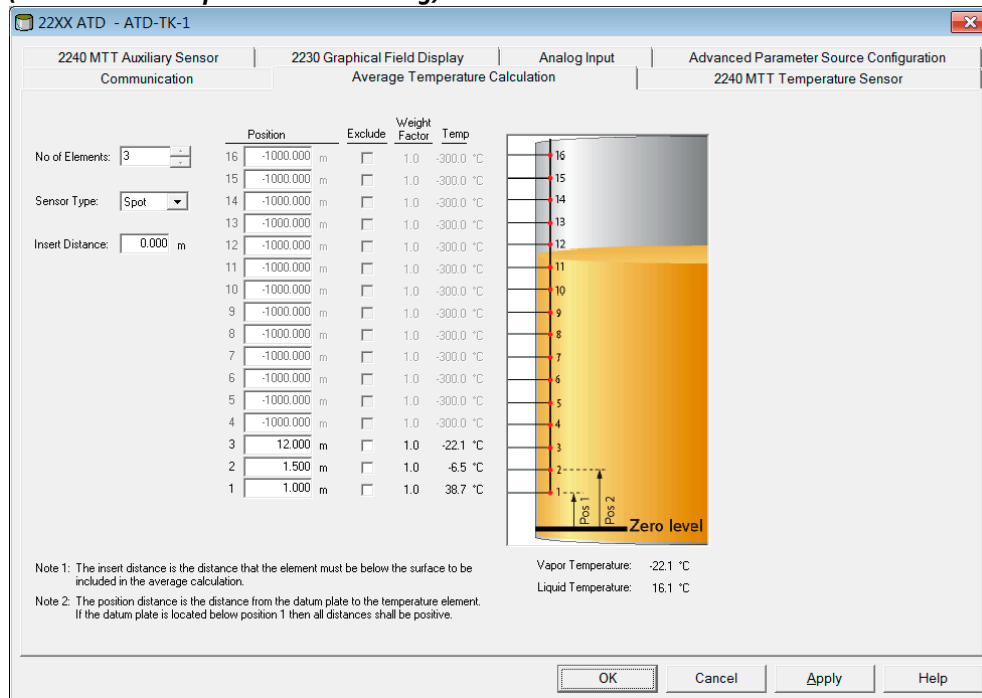 22XX ATD - ATD-TK-1
2240 MTT Auxiliary Sensor
2230 Graphical Field Display
Analog Input
Advanced Parameter Source Configuration
Communication
Average Temperature Calculation
2240 MTT Temperature Sensor
No of Elements: 3
Sensor Type: Spot
Insert Distance: 0.000 m
Position Exclude Weight Factor Temp
16 -1000.000 m 1.0 -300.0 °C
15 -1000.000 m 1.0 -300.0 °C
14 -1000.000 m 1.0 -300.0 °C
13 -1000.000 m 1.0 -300.0 °C
12 -1000.000 m 1.0 -300.0 °C
11 -1000.000 m 1.0 -300.0 °C
10 -1000.000 m 1.0 -300.0 °C
9 -1000.000 m 1.0 -300.0 °C
8 -1000.000 m 1.0 -300.0 °C
7 -1000.000 m 1.0 -300.0 °C
6 -1000.000 m 1.0 -300.0 °C
5 -1000.000 m 1.0 -300.0 °C
4 -1000.000 m 1.0 -300.0 °C
3 12.000 m 1.0 -22.1 °C
2 1.500 m 1.0 -6.5 °C
1 1.000 m 1.0 38.7 °C
16
15
14
13
12
11
10
9
8
7
6
5
4
3
2
1
Pos 1
Pos 2
Zero level
Vapor Temperature: -22.1 °C
Liquid Temperature: 16.1 °C
Note 1: The insert distance is the distance that the element must be below the surface to be
included in the average calculation.
Note 2: The position distance is the distance from the datum plate to the temperature element.
If the datum plate is located below position 1 then all distances shall be positive.
OK
Cancel
Apply
Help